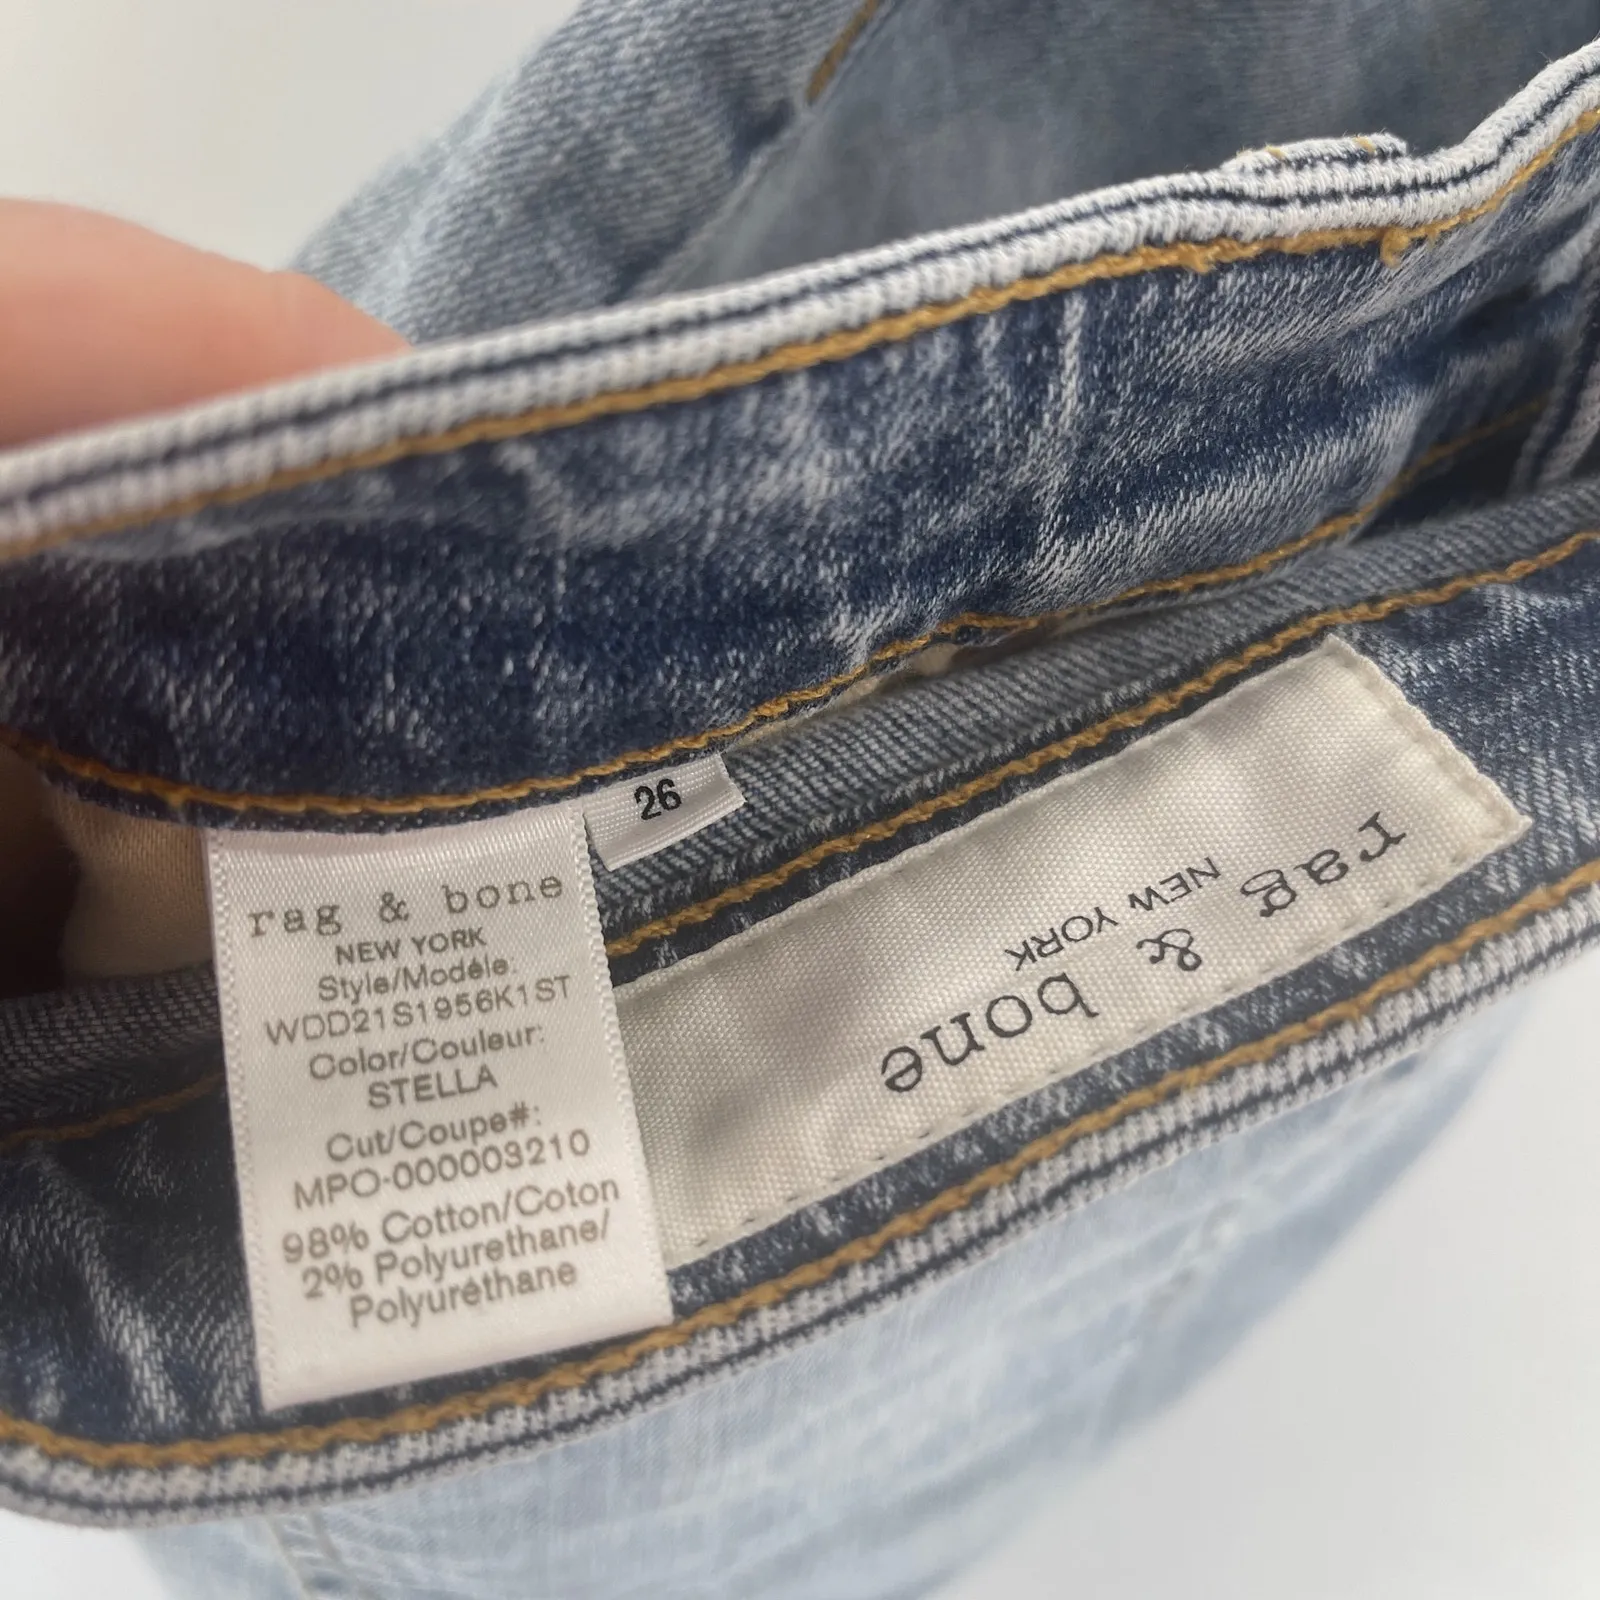 26
rag & bone
NEW YORK
Style/Modéle:
WDD21S1956K1ST
Color/Couleur:
STELLA
Cut/Coupe#:
MPO-000003210
98% Cotton/Coton
2% Polyurethane/
Polyuréthane
rag & bone
NEW YORK